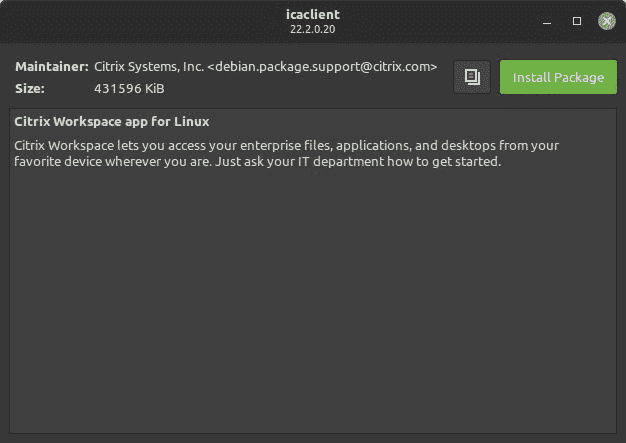 icaclient
22.2.0.20
Maintainer: Citrix Systems, Inc. <debian.package.support@citrix.com>
Install Package
Size: 431596 KiB
Citrix Workspace app for Linux
Citrix Workspace lets you access your enterprise files, applications, and desktops from your
favorite device wherever you are. Just ask your IT department how to get started.